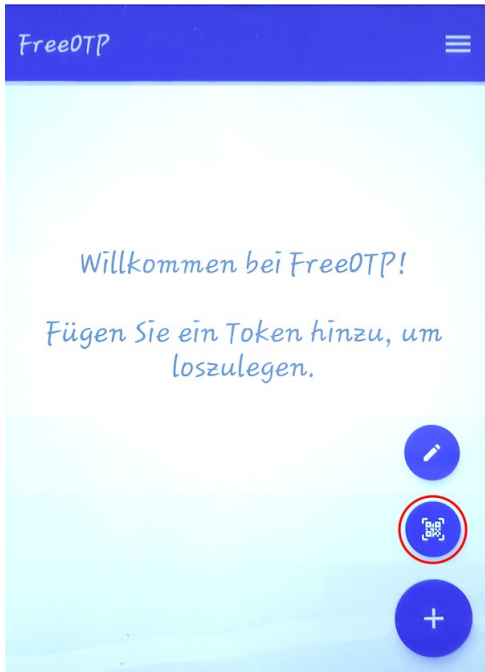 FreeOTP
Willkommen bei FreeOTP!
Fügen Sie ein Token hinzu, um
loszulegen.